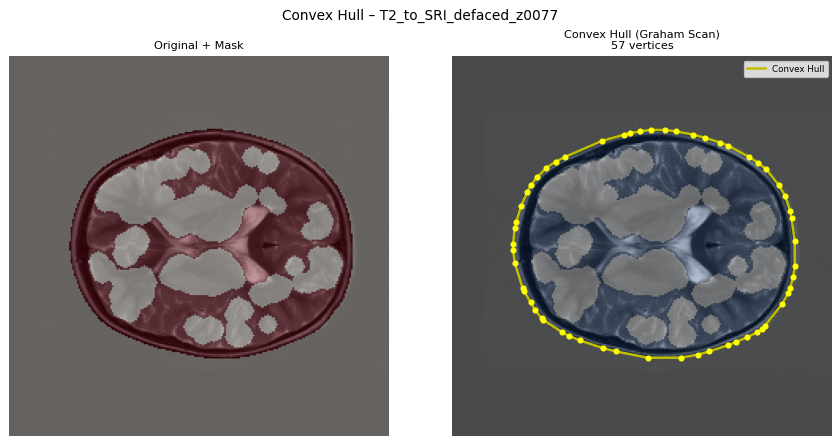 Convex Hull – T2_to_SRI_defaced_z0077
Original + Mask
Convex Hull (Graham Scan)
57 vertices
Convex Hull